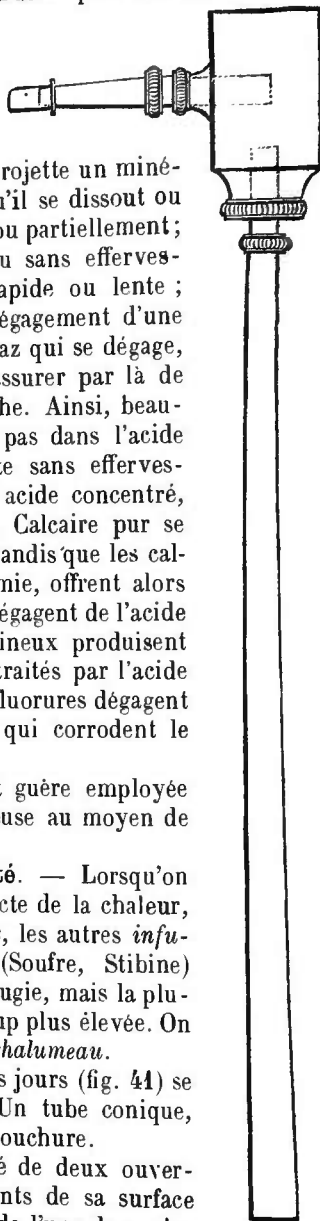 rojette un miné-
u'il se dissout ou
ou partiellement;
u sans efferves-
apide ou lente ;
égagement d'une
az qui se dégage,
assurer par là de
he. Ainsi, beau-
pas dans l'acide
te sans efferves-
acide concentré,
Calcaire pur se
andis que les cal-
mie, offrent alors
égagent de l'acide
ineux produisent
raités par l'acide
luorures dégagent
qui corrodent le
guère employée
euse au moyen de
té. — Lorsqu'on
cte de la chaleur,
, les autres infu-
(Soufre, Stibine)
ugie, mais la plu-
up plus élevée. On
halumeau.
s jours (fig. 41) se
Un tube conique,
ouchure.
é de deux ouver-
nts de sa surface